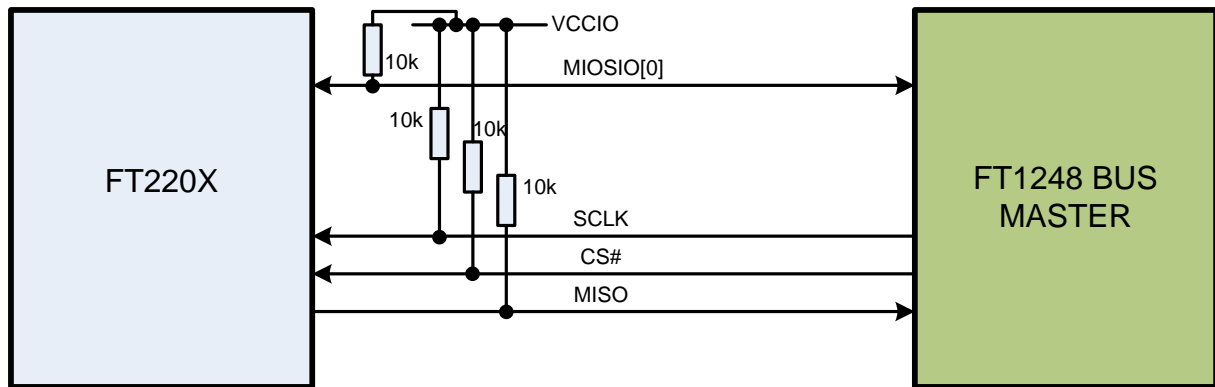 VCCIO
10k
MIOSIO[0]
10k
10k
10k
FT220X
FT1248 BUS
MASTER
SCLK
CS#
MISO